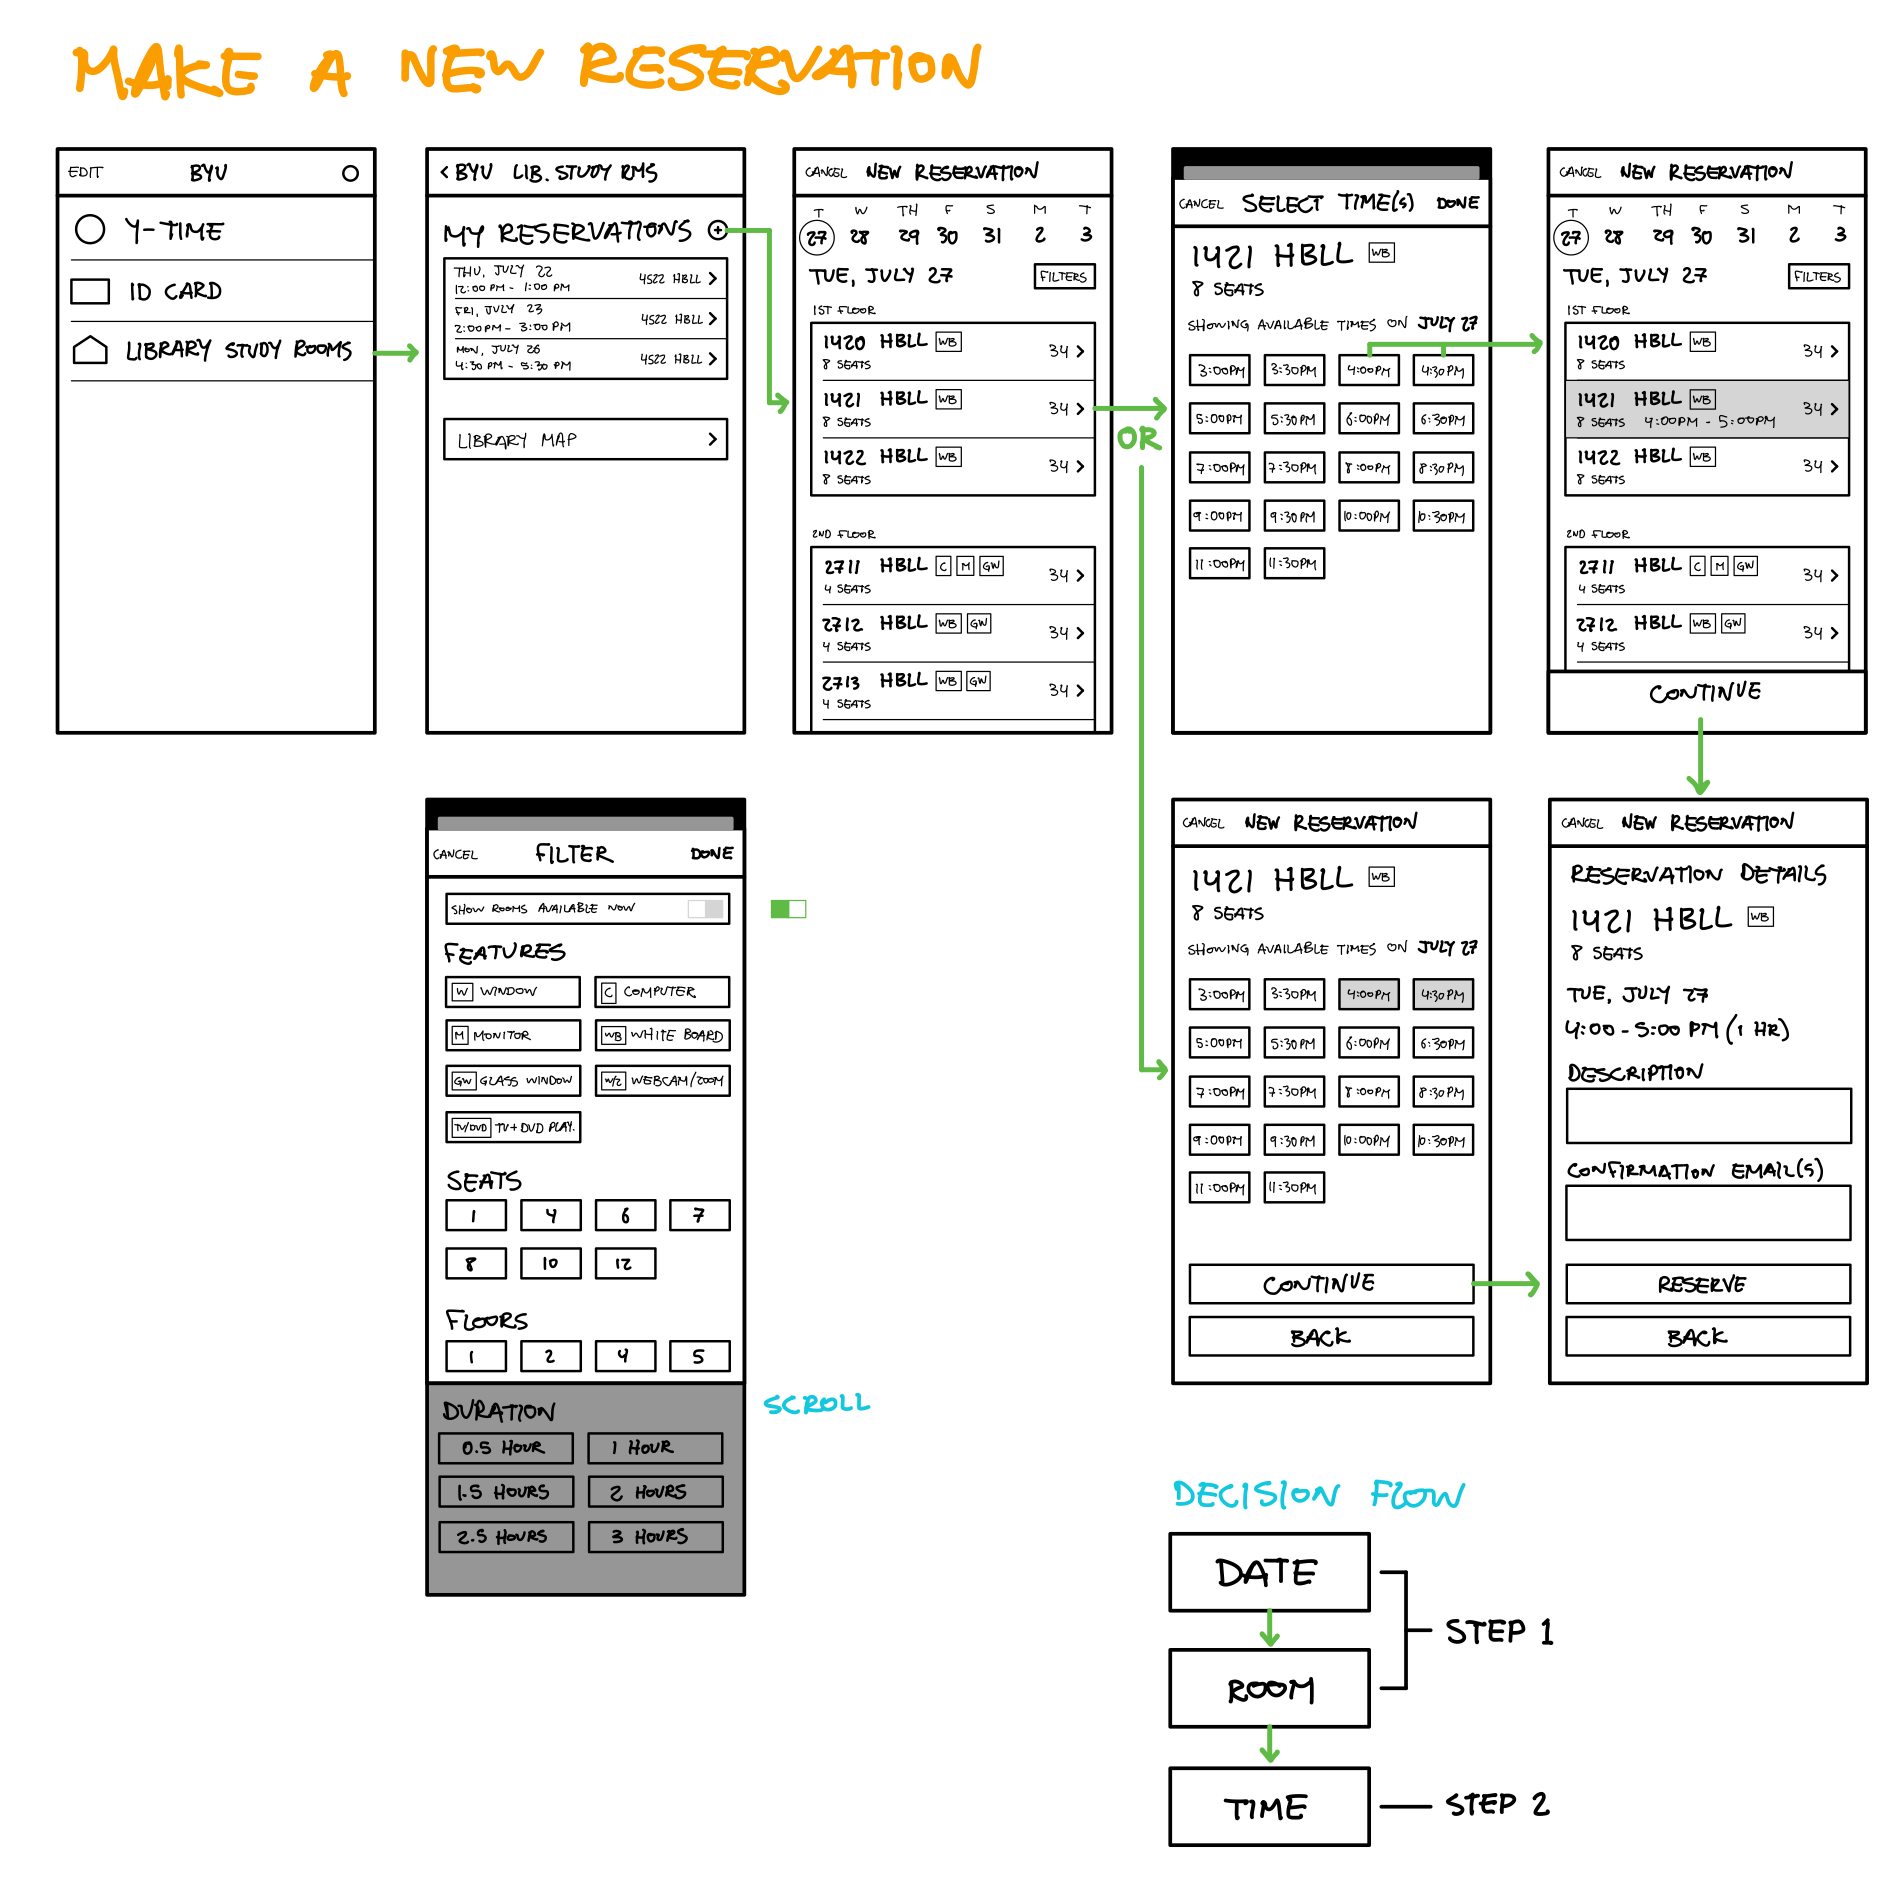 MAKE A NEW RESERVATION
EDIT BYU
Y-TIME
ID CARD
LIBRARY STUDY ROOMS
< BYU LIB. STUDY RMS
MY RESERVATIONS +
THU, JULY 22
12:00 PM - 1:00 PM 4522 HBLL >
FRI, JULY 23
2:00 PM - 3:00 PM 4522 HBLL >
MON, JULY 26
4:30 PM - 5:30 PM 4522 HBLL >
LIBRARY MAP >
CANCEL NEW RESERVATION
T W TH F S M T
27 28 29 30 31 2 3
TUE, JULY 27 FILTERS
1ST FLOOR
1420 HBLL WB 34 >
8 SEATS
1421 HBLL WB 34 >
8 SEATS
1422 HBLL WB 34 >
8 SEATS
2ND FLOOR
2711 HBLL C M GW 34 >
4 SEATS
2712 HBLL WB GW 34 >
4 SEATS
2713 HBLL WB GW 34 >
4 SEATS
OR
CANCEL SELECT TIME(S) DONE
1421 HBLL WB
8 SEATS
SHOWING AVAILABLE TIMES ON JULY 27
3:00PM 3:30PM 4:00PM 4:30PM
5:00PM 5:30PM 6:00PM 6:30PM
7:00PM 7:30PM 8:00PM 8:30PM
9:00PM 9:30PM 10:00PM 10:30PM
11:00PM 11:30PM
CANCEL NEW RESERVATION
T W TH F S M T
27 28 29 30 31 2 3
TUE, JULY 27 FILTERS
1ST FLOOR
1420 HBLL WB 34 >
8 SEATS
1421 HBLL WB 34 >
8 SEATS 4:00PM - 5:00PM
1422 HBLL WB 34 >
8 SEATS
2ND FLOOR
2711 HBLL C M GW 34 >
4 SEATS
2712 HBLL WB GW 34 >
4 SEATS
CONTINUE
CANCEL FILTER DONE
SHOW ROOMS AVAILABLE NOW
FEATURES
W WINDOW C COMPUTER
M MONITOR WB WHITE BOARD
GW GLASS WINDOW W/Z WEBCAM/ZOOM
TV/DVD TV+DVD PLAY.
SEATS
1 4 6 7
8 10 12
FLOORS
1 2 4 5
DURATION
0.5 HOUR 1 HOUR
1.5 HOURS 2 HOURS
2.5 HOURS 3 HOURS
SCROLL
CANCEL NEW RESERVATION
1421 HBLL WB
8 SEATS
SHOWING AVAILABLE TIMES ON JULY 27
3:00PM 3:30PM 4:00PM 4:30PM
5:00PM 5:30PM 6:00PM 6:30PM
7:00PM 7:30PM 8:00PM 8:30PM
9:00PM 9:30PM 10:00PM 10:30PM
11:00PM 11:30PM
CONTINUE
BACK
CANCEL NEW RESERVATION
RESERVATION DETAILS
1421 HBLL WB
8 SEATS
TUE, JULY 27
4:00 - 5:00 PM (1 HR)
DESCRIPTION
CONFIRMATION EMAIL(S)
RESERVE
BACK
DECISION FLOW
DATE
STEP 1
ROOM
TIME STEP 2